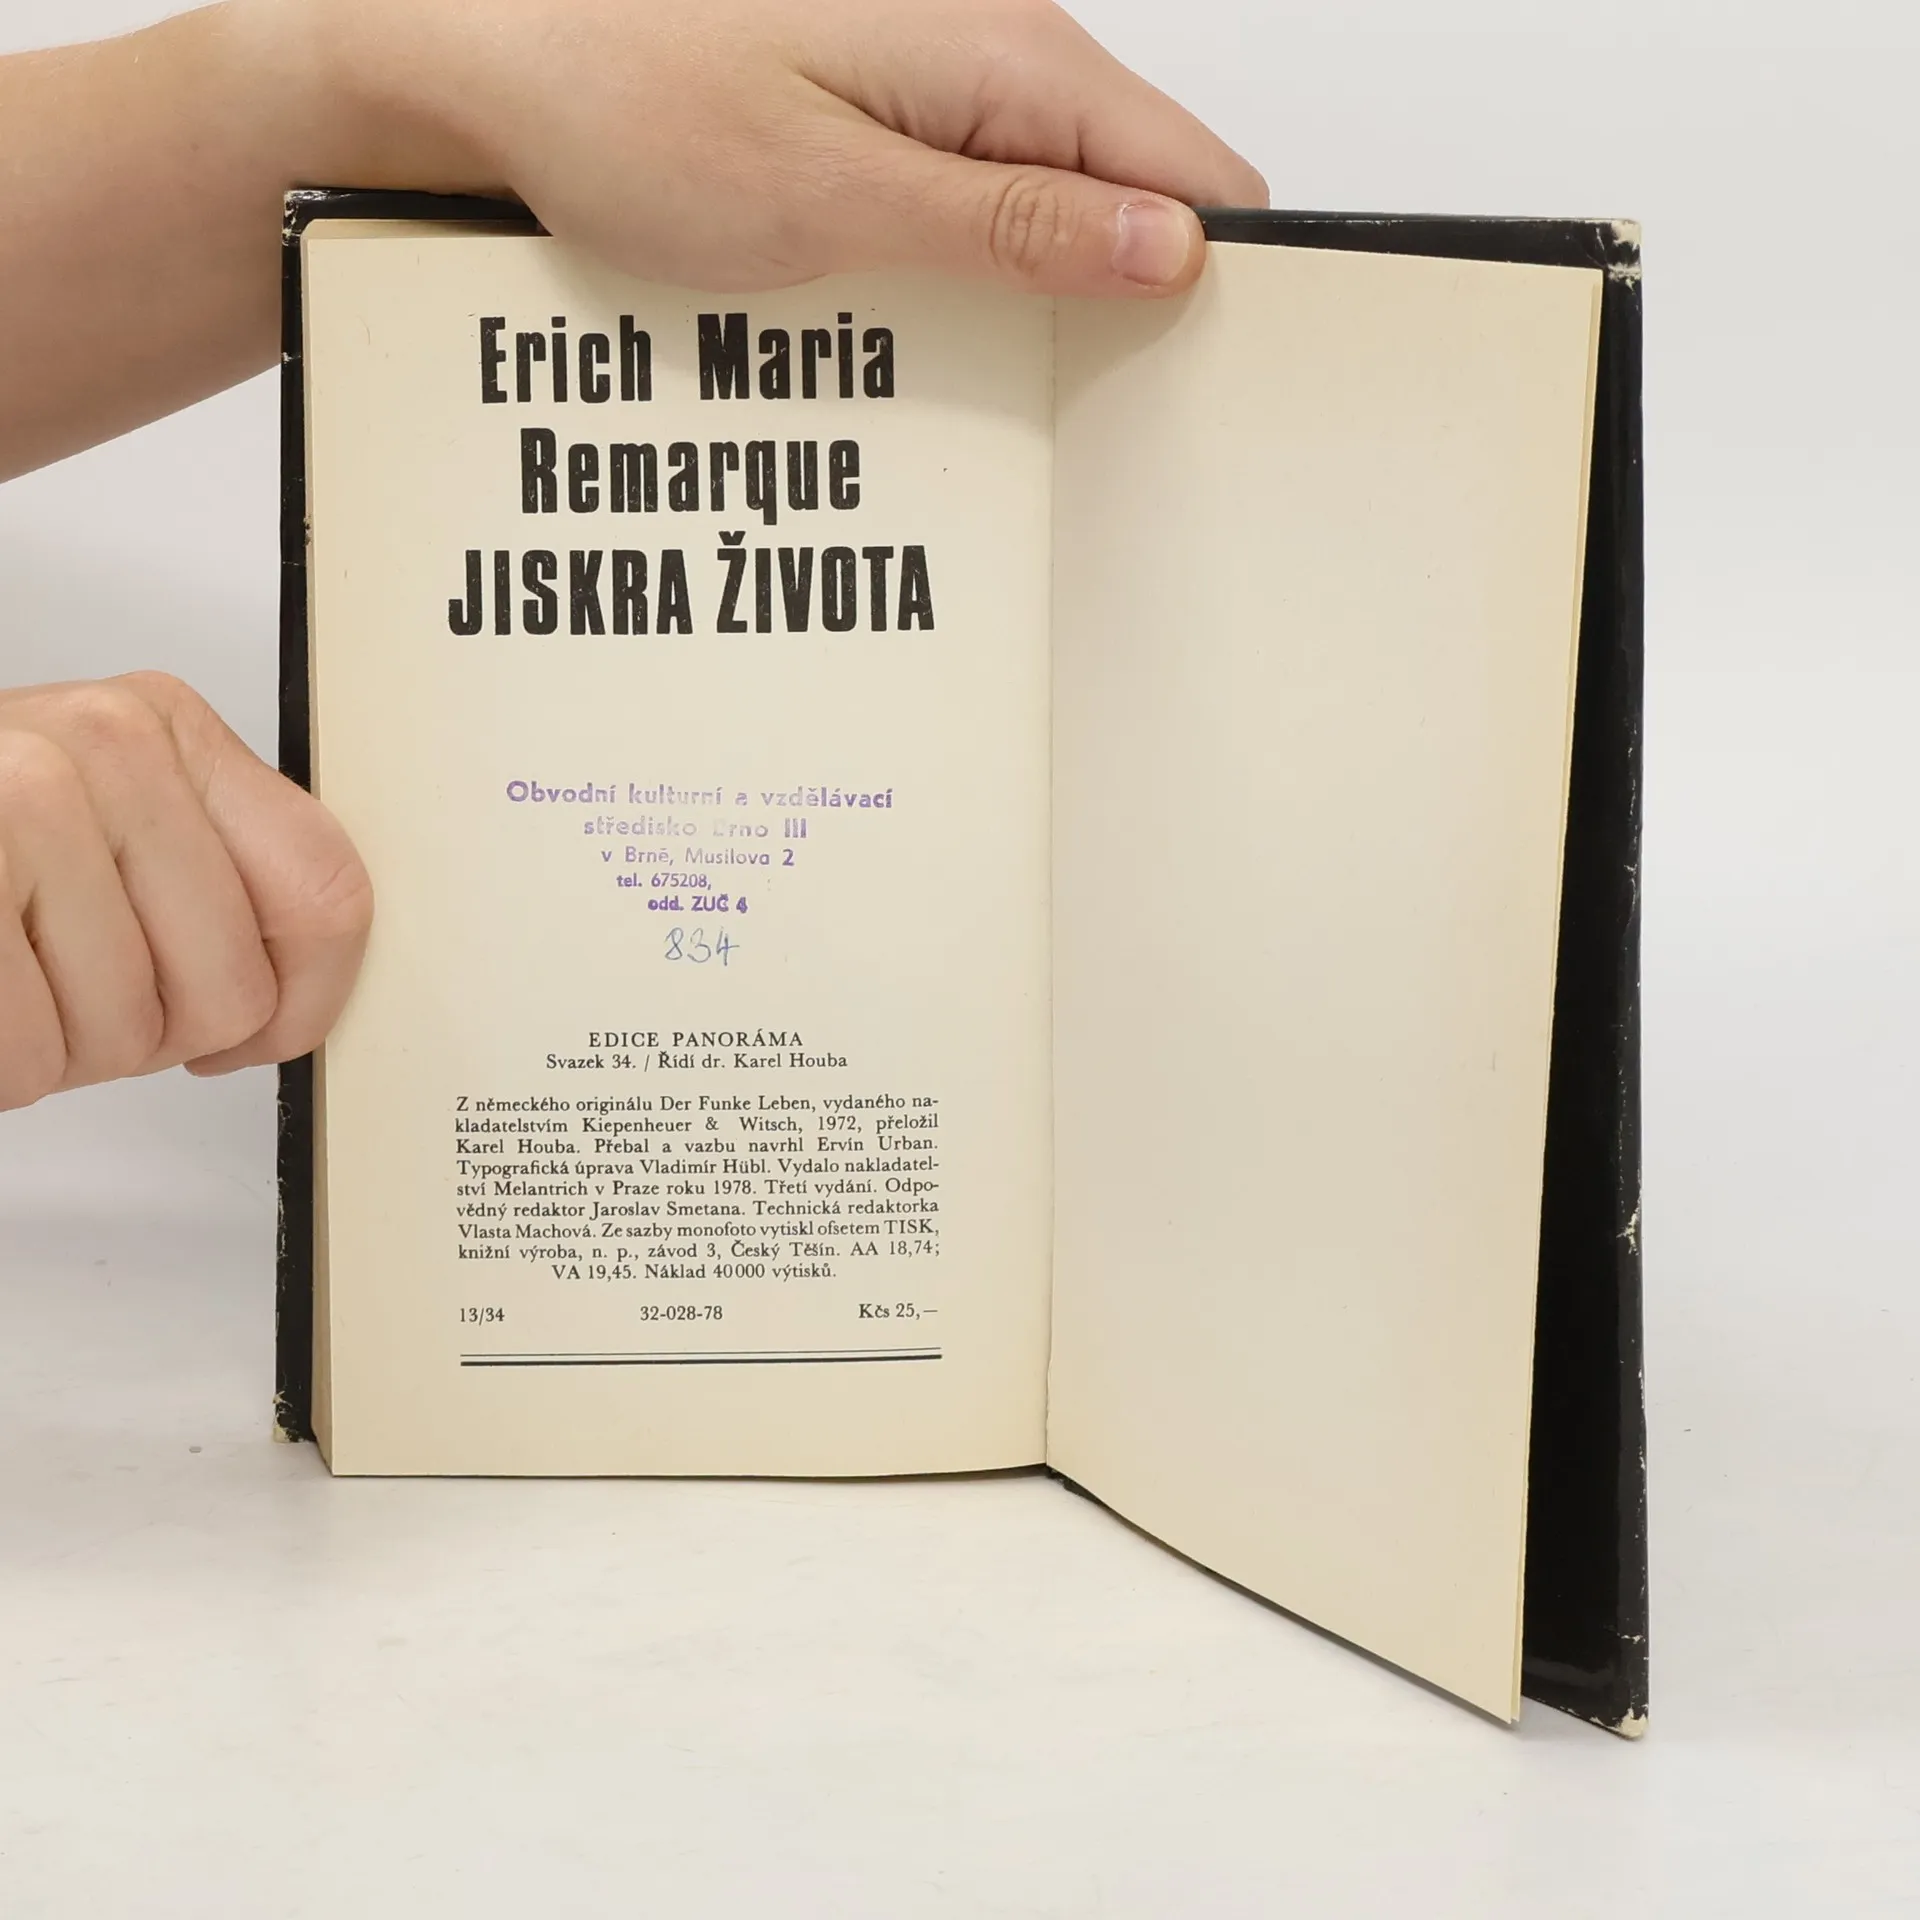 Erich Maria
Remarque
JISKRA ŽIVOTA
Obvodní kulturní a vzdělávací
středisko Brno III
v Brně, Musilova 2
tel. 675208,
odd. ZUČ 4
834
EDICE PANORÁMA
Svazek 34. / Řídí dr. Karel Houba
Z německého originálu Der Funke Leben, vydaného na-
kladatelstvím Kiepenheuer & Witsch, 1972, přeložil
Karel Houba. Přebal a vazbu navrhl Ervín Urban.
Typografická úprava Vladimír Hübl. Vydalo nakladatel-
ství Melantrich v Praze roku 1978. Třetí vydání. Odpo-
vědný redaktor Jaroslav Smetana. Technická redaktorka
Vlasta Machová. Ze sazby monofoto vytiskl ofsetem TISK,
knižní výroba, n. p., závod 3, Český Těšín. AA 18,74;
VA 19,45. Náklad 40000 výtisků.
13/34 32-028-78 Kčs 25,—